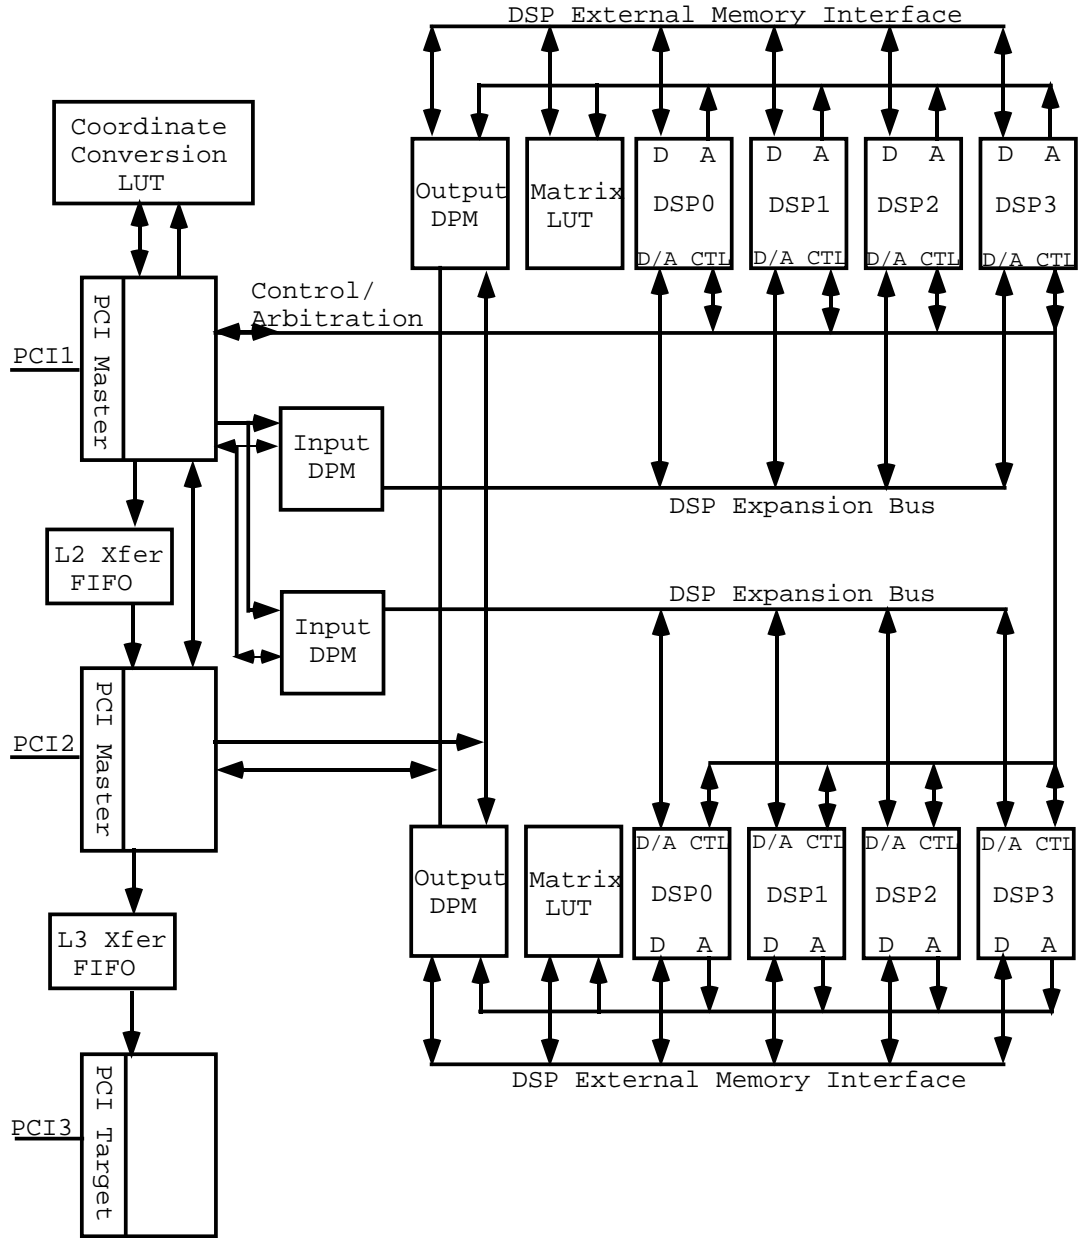 DSP External Memory Interface
Coordinate
Conversion
LUT
Output
DPM
Matrix
LUT
D A
DSP0
D/A CTL
D A
DSP1
D/A CTL
D A
DSP2
D/A CTL
D A
DSP3
D/A CTL
PCI Master
PCI1
Control/
Arbitration
Input
DPM
DSP Expansion Bus
L2 Xfer
FIFO
Input
DPM
DSP Expansion Bus
PCI Master
PCI2
Output
DPM
Matrix
LUT
D/A CTL
DSP0
D A
D/A CTL
DSP1
D A
D/A CTL
DSP2
D A
D/A CTL
DSP3
D A
L3 Xfer
FIFO
DSP External Memory Interface
PCI Target
PCI3